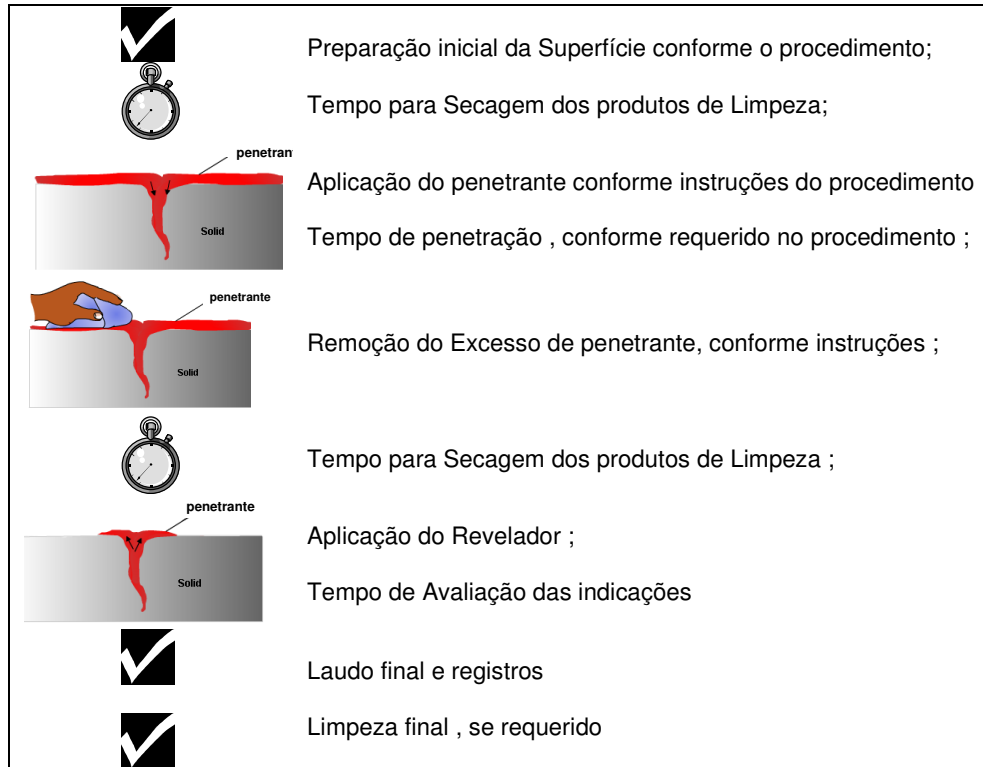 Preparação inicial da Superfície conforme o procedimento;
Tempo para Secagem dos produtos de Limpeza;
penetrant
Aplicação do penetrante conforme instruções do procedimento
Solid
Tempo de penetração , conforme requerido no procedimento ;
penetrante
Remoção do Excesso de penetrante, conforme instruções ;
Solid
Tempo para Secagem dos produtos de Limpeza ;
penetrante
Aplicação do Revelador ;
Solid
Tempo de Avaliação das indicações
Laudo final e registros
Limpeza final , se requerido